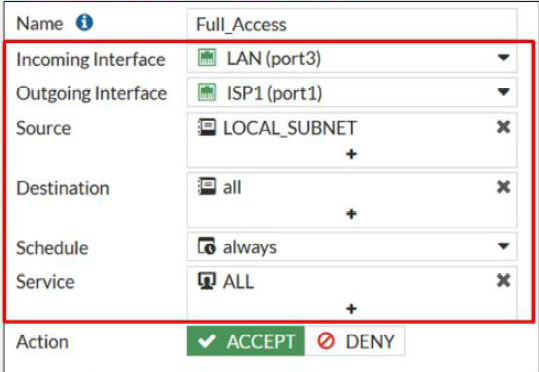 Name Full_Access
Incoming Interface LAN (port3)
Outgoing Interface ISP1 (port1)
Source LOCAL_SUBNET
+
Destination all
+
Schedule always
Service ALL
+
Action ACCEPT DENY